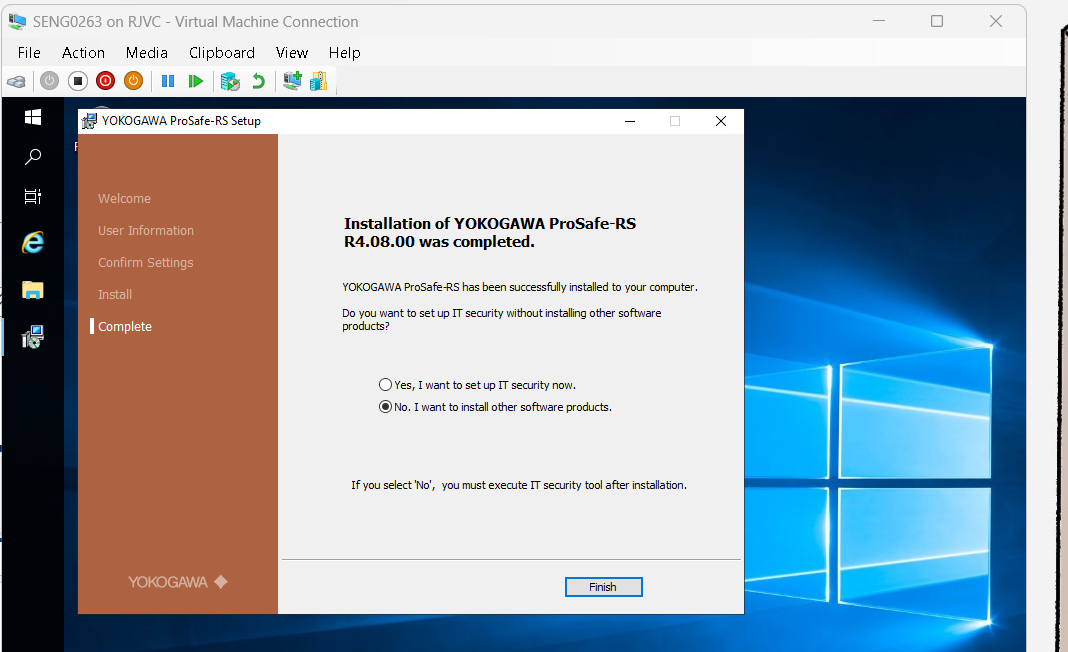 SENG0263 on RJVC - Virtual Machine Connection
File Action Media Clipboard View Help
YOKOGAWA ProSafe-RS Setup
Welcome
User Information
Confirm Settings
Install
Complete
Installation of YOKOGAWA ProSafe-RS
R4.08.00 was completed.
YOKOGAWA ProSafe-RS has been successfully installed to your computer.
Do you want to set up IT security without installing other software
products?
Yes, I want to set up IT security now.
No. I want to install other software products.
If you select 'No', you must execute IT security tool after installation.
YOKOGAWA
Finish